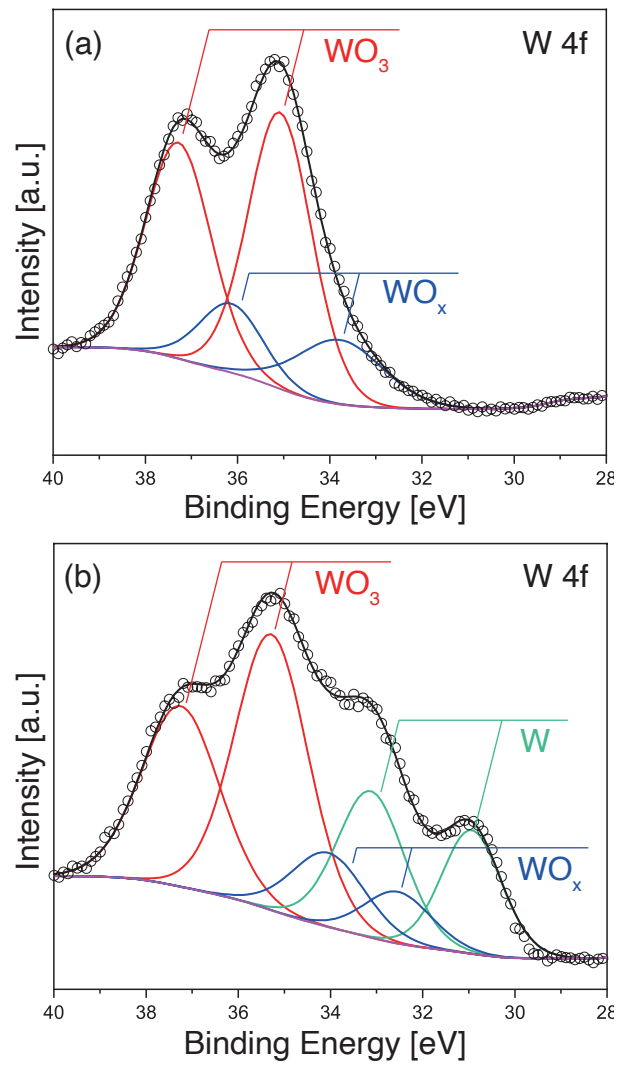 (a)
WO3
W 4f
WOx
Intensity [a.u.]
40 38 36 34 32 30 28
Binding Energy [eV]
(b)
WO3
W 4f
W
WOx
Intensity [a.u.]
40 38 36 34 32 30 28
Binding Energy [eV]